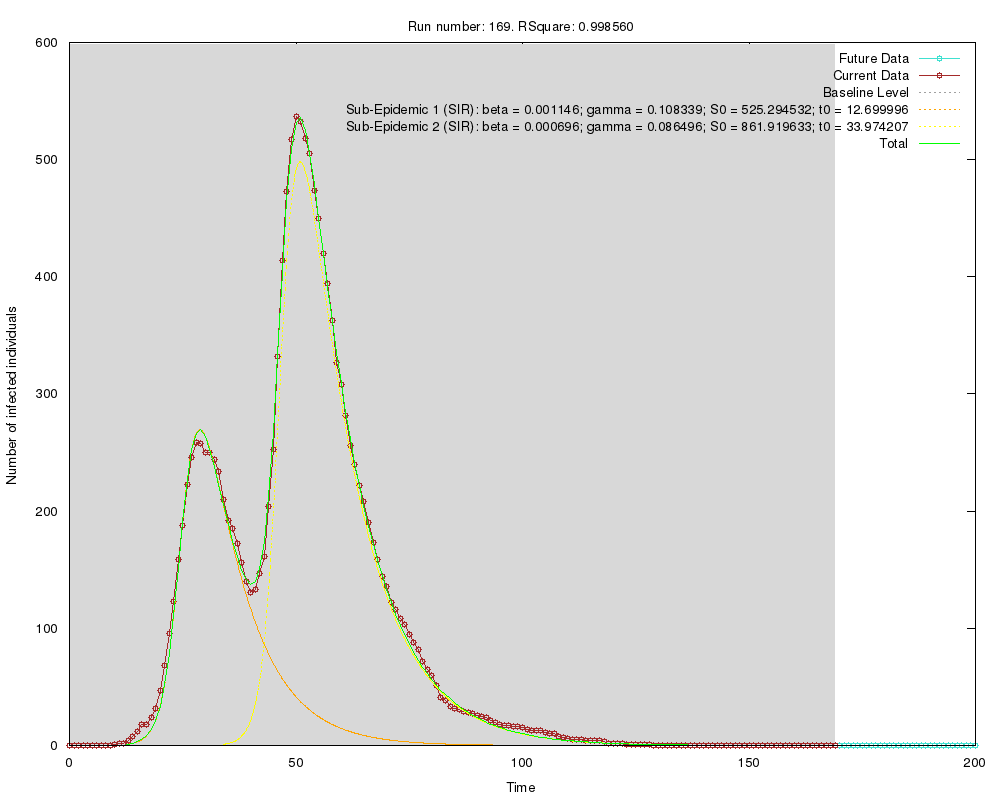 Run number: 169. RSquare: 0.998560
600
500
400
300
200
100
0
Number of infected individuals
Future Data
Current Data
Baseline Level
Sub-Epidemic 1 (SIR): beta = 0.001146; gamma = 0.108339; S0 = 525.294532; t0 = 12.699996
Sub-Epidemic 2 (SIR): beta = 0.000696; gamma = 0.086496; S0 = 861.919633; t0 = 33.974207
Total
0 50 100 150 200
Time